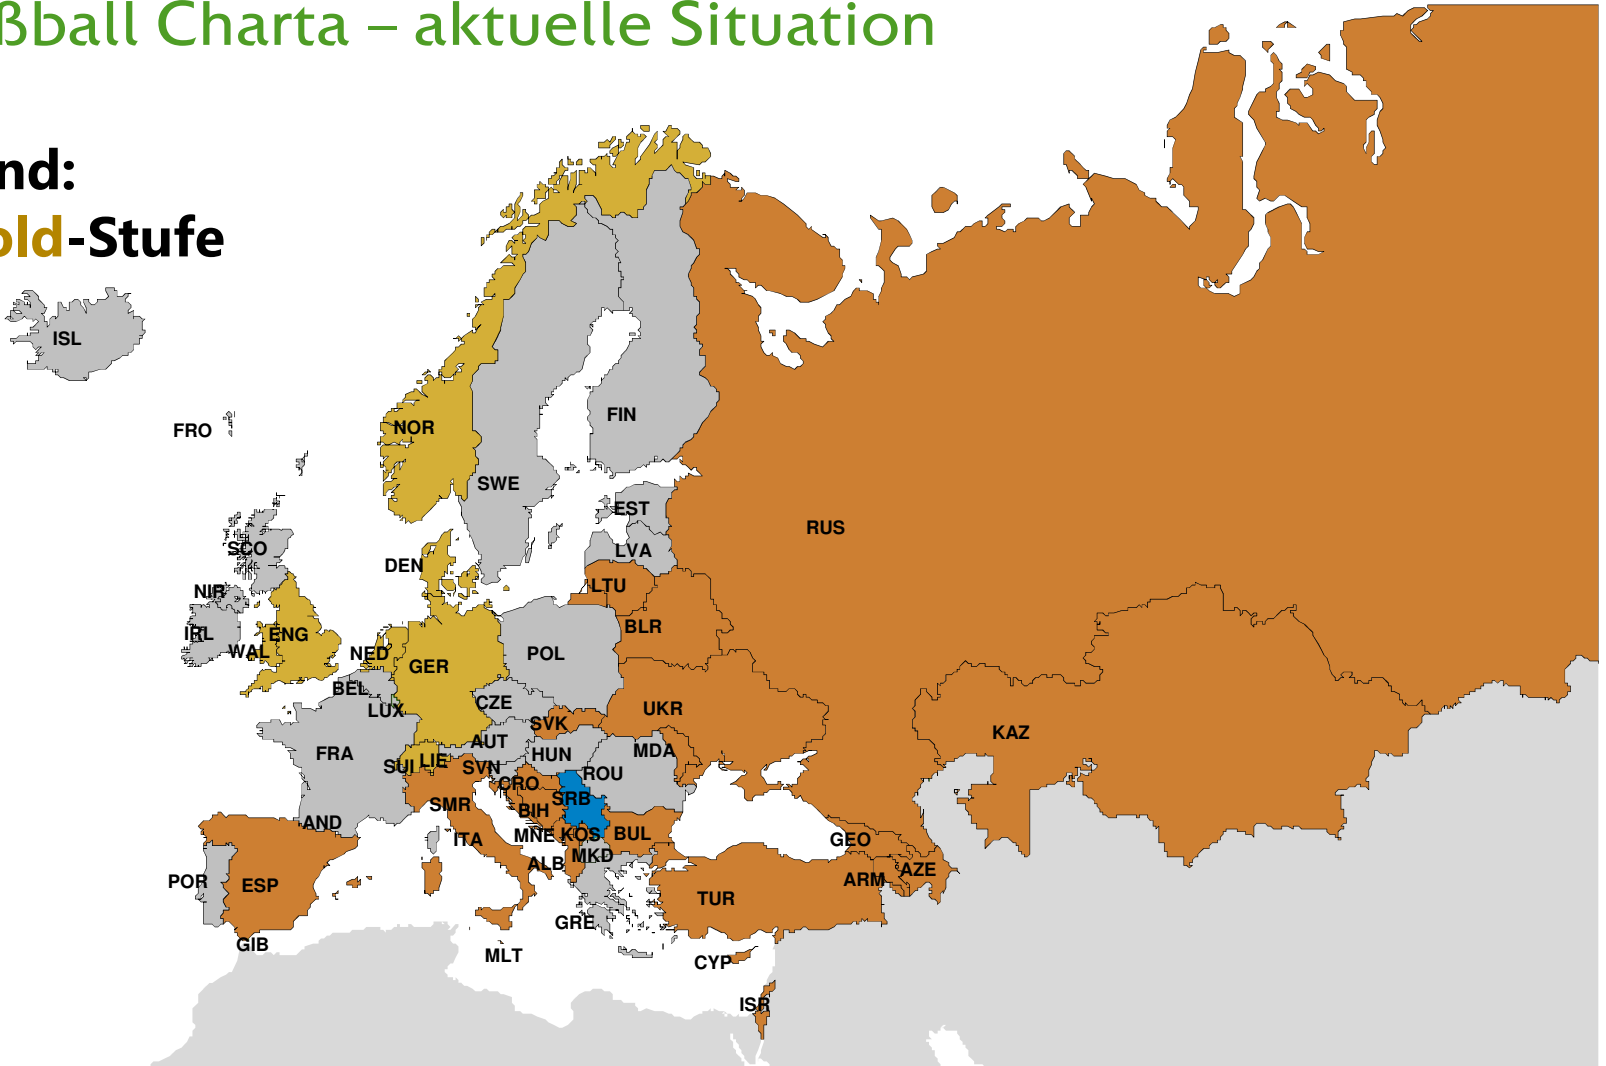 ßball Charta – aktuelle Situation
nd:
old-Stufe
ISL
FRO
NOR
FIN
SWE
EST
RUS
SCO
LVA
DEN
LTU
NIR
BLR
IRL
ENG
WAL
NED
POL
GER
BEL
CZE
LUX
UKR
SVK
KAZ
AUT
FRA
HUN
MDA
SUI
LIE
SVN
ROU
CRO
SRB
SMR
BIH
AND
MNE
KOS
BUL
ITA
GEO
MKD
ALB
AZE
POR
ESP
ARM
TUR
GRE
GIB
MLT
CYP
ISR